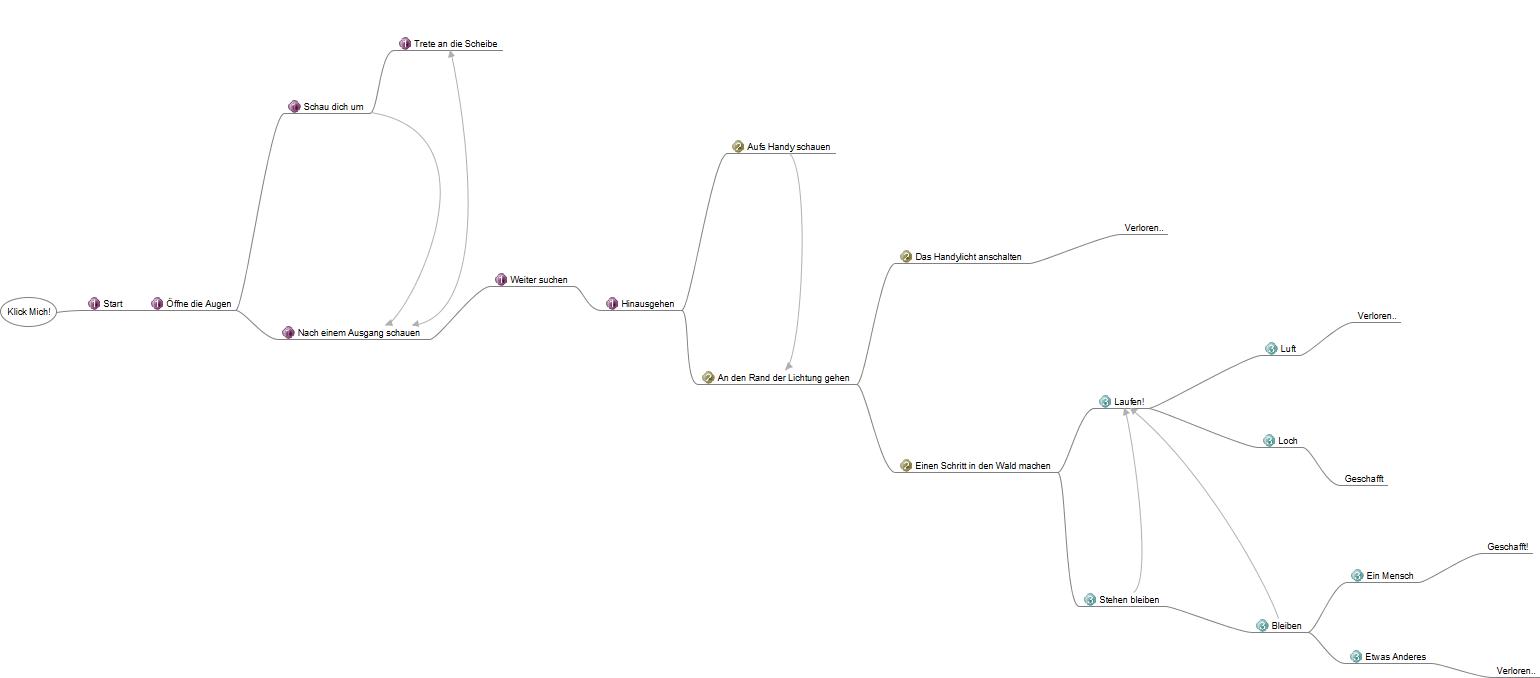 Trete an die Scheibe
Schau dich um
Aufs Handy schauen
Verloren..
Das Handylicht anschalten
Weiter suchen
Klick Mich!
Start
Öffne die Augen
Hinausgehen
Nach einem Ausgang schauen
Verloren..
Luft
An den Rand der Lichtung gehen
Laufen!
Loch
Einen Schritt in den Wald machen
Geschafft
Geschafft!
Ein Mensch
Stehen bleiben
Bleiben
Etwas Anderes
Verloren..